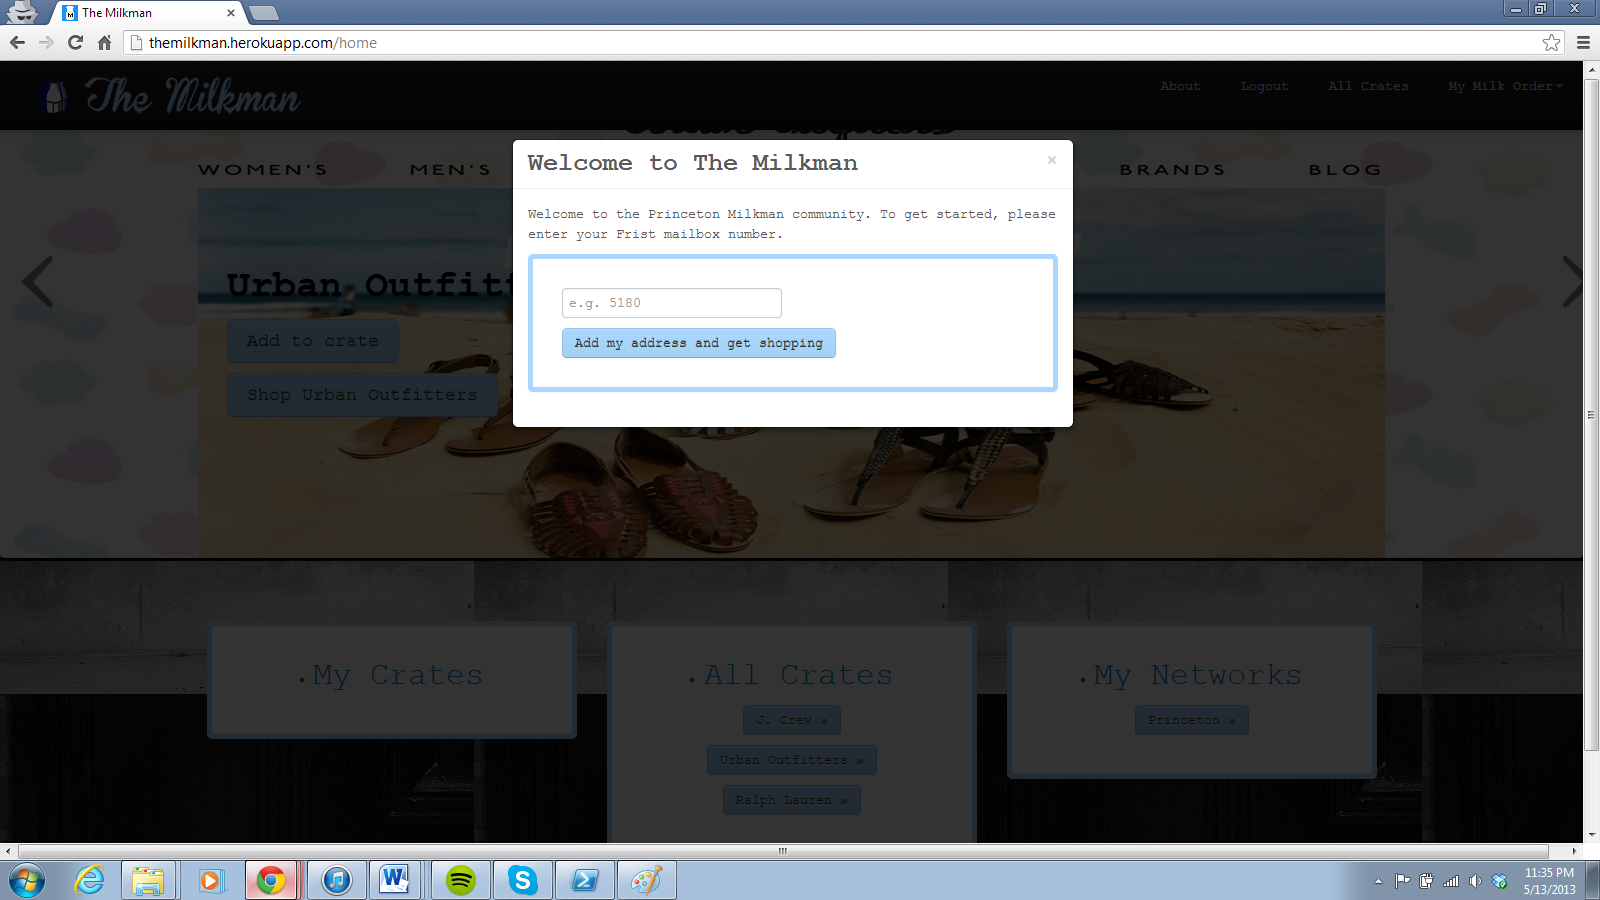 The Milkman
themilkman.herokuapp.com/home
The Milkman
About
Logout
All Crates
My Milk Order
WOMEN'S
MEN'S
BRANDS
BLOG
Welcome to The Milkman
×
Welcome to the Princeton Milkman community. To get started, please
enter your Frist mailbox number.
e.g. 5180
Add my address and get shopping
Urban Outfitt
Add to crate
Shop Urban Outfitters
My Crates
All Crates
J. Crew »
Urban Outfitters »
Ralph Lauren »
My Networks
Princeton »
11:35 PM
5/13/2013